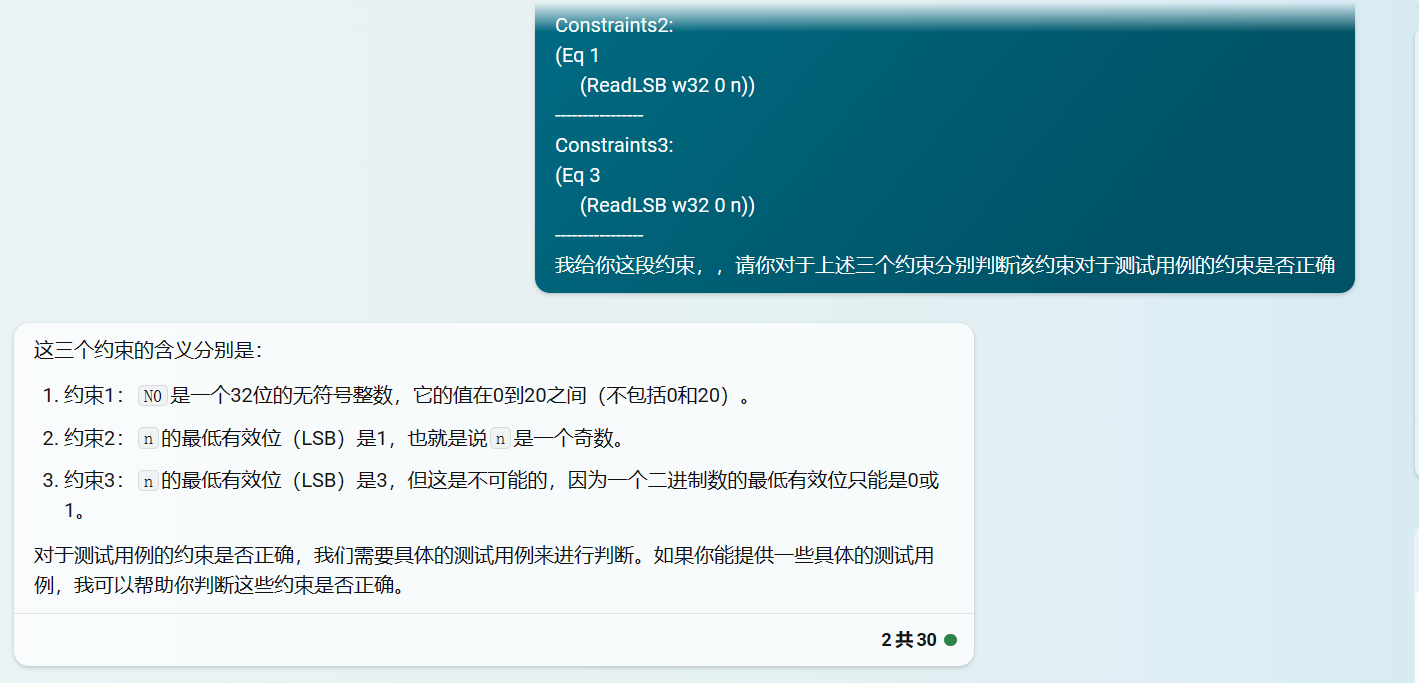 Constraints2:
(Eq 1
(ReadLSB w32 0 n))
----------------
Constraints3:
(Eq 3
(ReadLSB w32 0 n))
----------------
我给你这段约束，，请你对于上述三个约束分别判断该约束对于测试用例的约束是否正确
这三个约束的含义分别是：
1. 约束1： N0 是一个32位的无符号整数，它的值在0到20之间（不包括0和20）。
2. 约束2： n 的最低有效位（LSB）是1，也就是说 n 是一个奇数。
3. 约束3： n 的最低有效位（LSB）是3，但这是不可能的，因为一个二进制数的最低有效位只能是0或
1。
对于测试用例的约束是否正确，我们需要具体的测试用例来进行判断。如果你能提供一些具体的测试用
例，我可以帮助你判断这些约束是否正确。
2 共 30